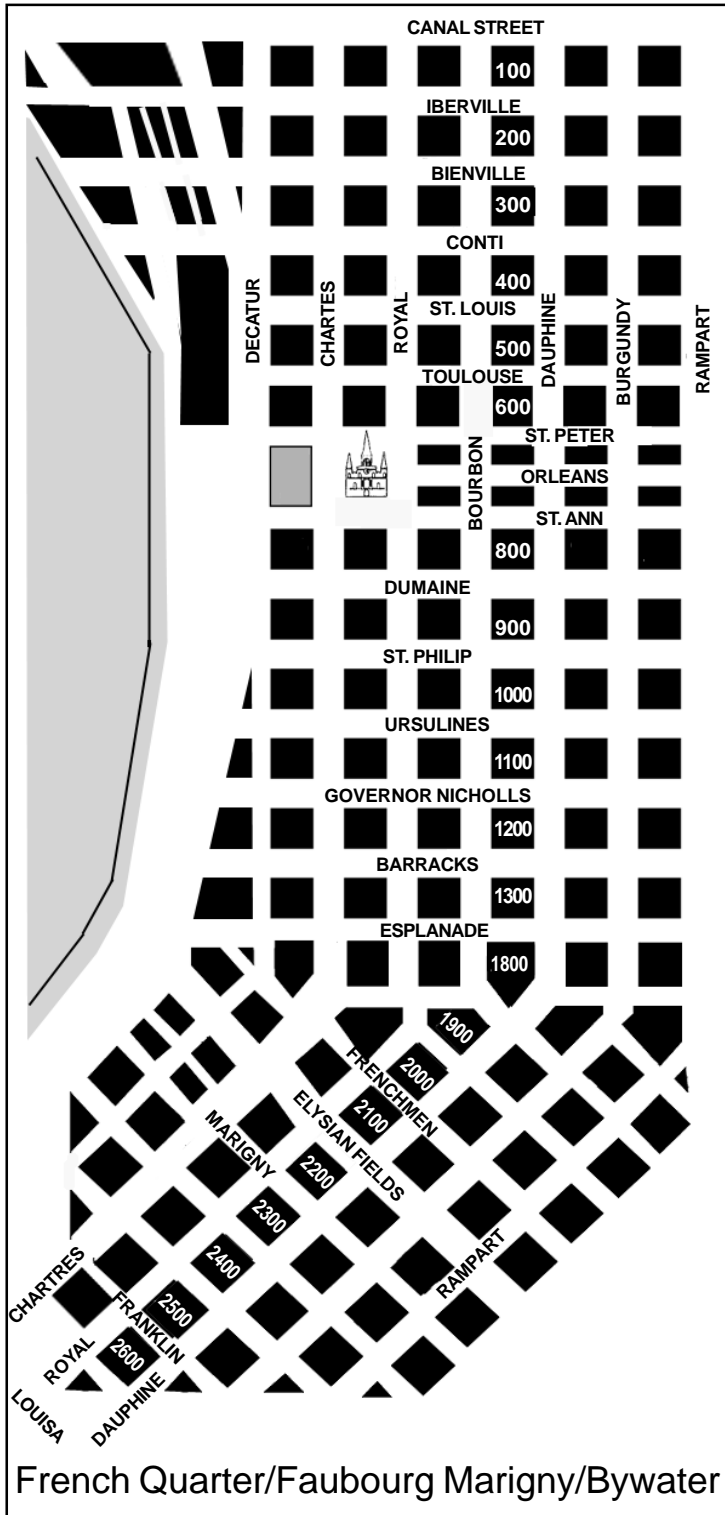 CANAL STREET
100
IBERVILLE
200
BIENVILLE
300
CONTI
400
DECATUR
CHARTES
ROYAL
ST. LOUIS
DAUPHINE
BURGUNDY
RAMPART
500
TOULOUSE
600
ST. PETER
BOURBON
ORLEANS
ST. ANN
800
DUMAINE
900
ST. PHILIP
1000
URSULINES
1100
GOVERNOR NICHOLLS
1200
BARRACKS
1300
ESPLANADE
1800
1900
FRENCHMEN
2000
2100
ELYSIAN FIELDS
MARIGNY
2200
2300
2400
RAMPART
CHARTRES
2500
FRANKLIN
2600
ROYAL
DAUPHINE
LOUISA
French Quarter/Faubourg Marigny/Bywater